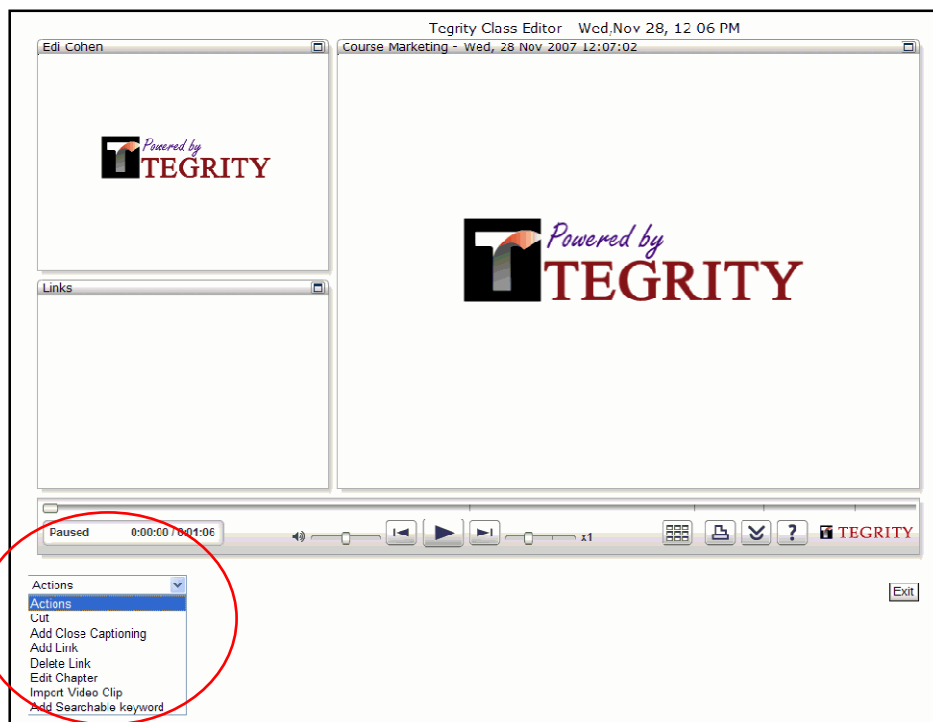 Tegrity Class Editor Wed,Nov 28, 12 06 PM
Edi Cohen
Course Marketing - Wed, 28 Nov 2007 12:07:02
Powered by
TEGRITY
Powered by
TEGRITY
Links
Paused 0:00:00 / 0:01:06
x1
?
TEGRITY
Actions
Exit
Actions
Cut
Add Close Captioning
Add Link
Delete Link
Edit Chapter
Import Video Clip
Add Searchable keyword